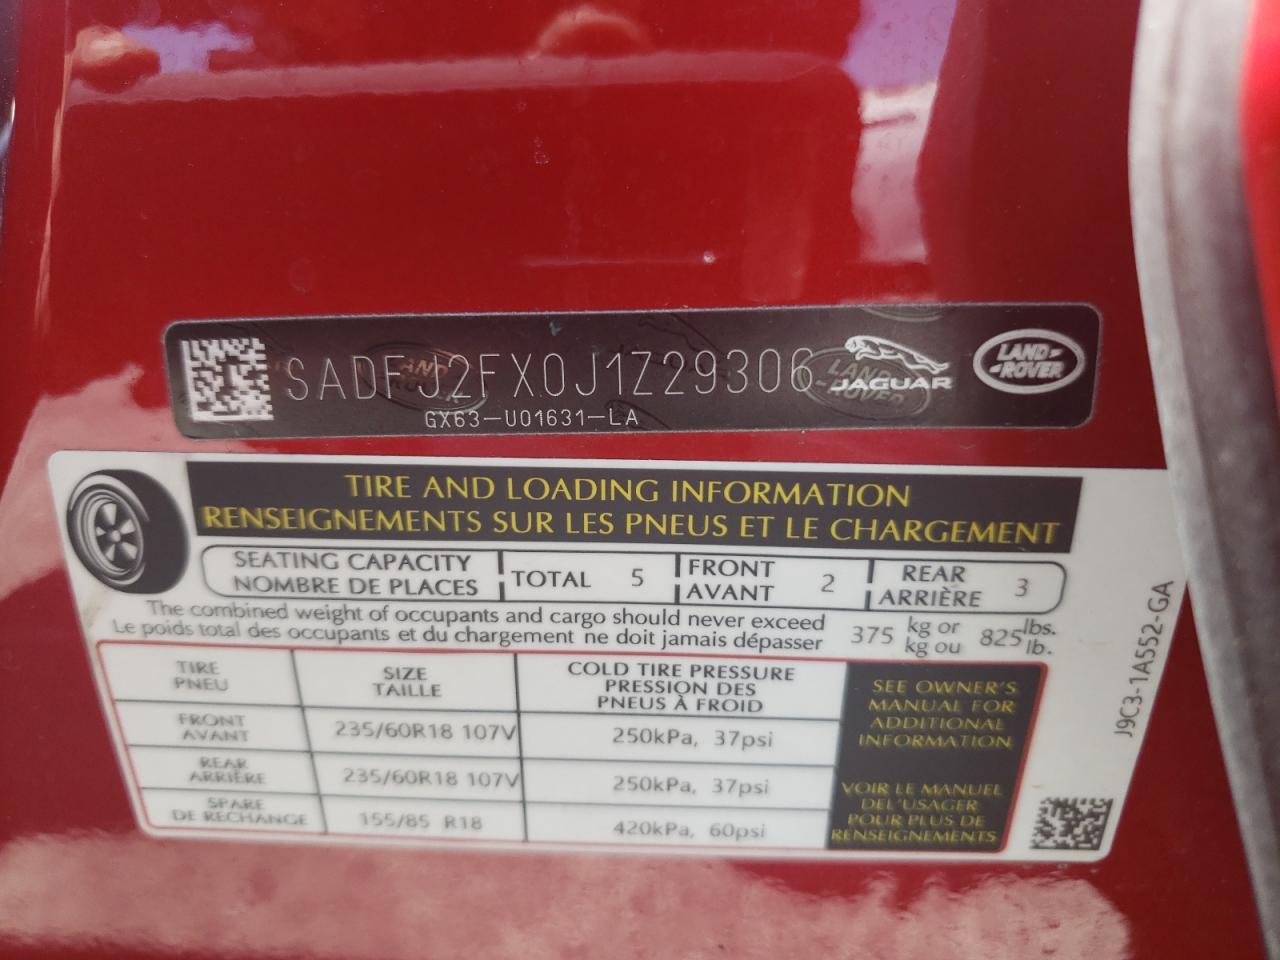 SADFJ2FX0J1Z29306
JAGUAR
LAND-
-ROVER
GX63-U01631-LA
TIRE AND LOADING INFORMATION
RENSEIGNEMENTS SUR LES PNEUS ET LE CHARGEMENT
SEATING CAPACITY
NOMBRE DE PLACES
TOTAL 5
FRONT
AVANT 2
REAR
ARRIÈRE 3
The combined weight of occupants and cargo should never exceed
Le poids total des occupants et du chargement ne doit jamais dépasser
375 kg or
kg ou
825 lbs.
lb.
TIRE
PNEU
SIZE
TAILLE
COLD TIRE PRESSURE
PRESSION DES
PNEUS À FROID
FRONT
AVANT
235/60R18 107V
250kPa, 37psi
REAR
ARRIÈRE
235/60R18 107V
250kPa, 37psi
SPARE
DE RECHANGE
155/85 R18
420kPa, 60psi
SEE OWNER'S
MANUAL FOR
ADDITIONAL
INFORMATION
VOIR LE MANUEL
DEL'USAGER
POUR PLUS DE
RENSEIGNEMENTS
J9C3-1A552-GA